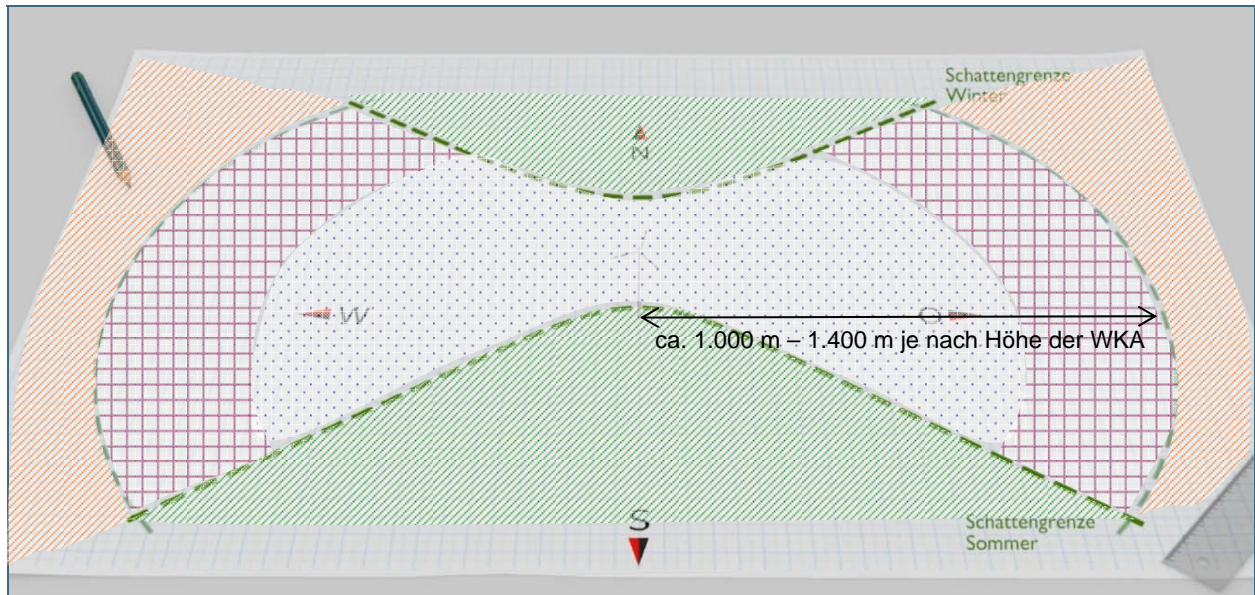 Schattengrenze
Winter
N
W
O
ca. 1.000 m – 1.400 m je nach Höhe der WKA
S
Schattengrenze
Sommer